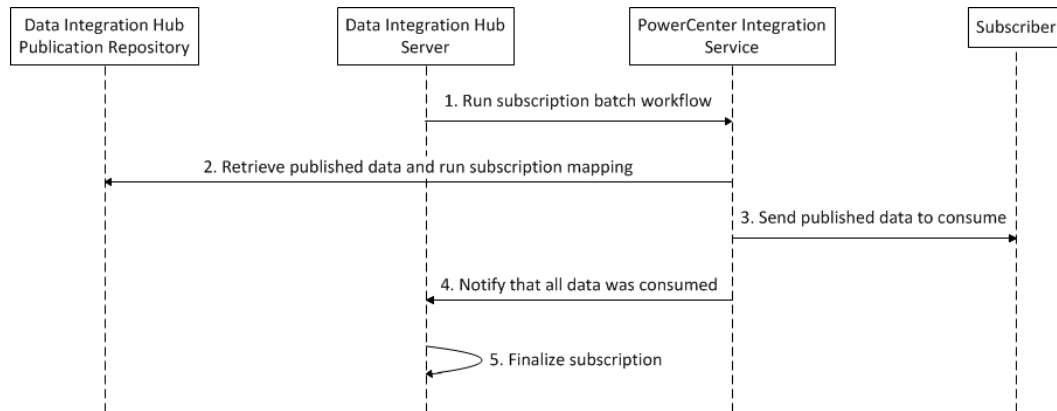 Data Integration Hub
Publication Repository
Data Integration Hub
Server
PowerCenter Integration
Service
Subscriber
1. Run subscription batch workflow
2. Retrieve published data and run subscription mapping
3. Send published data to consume
4. Notify that all data was consumed
5. Finalize subscription